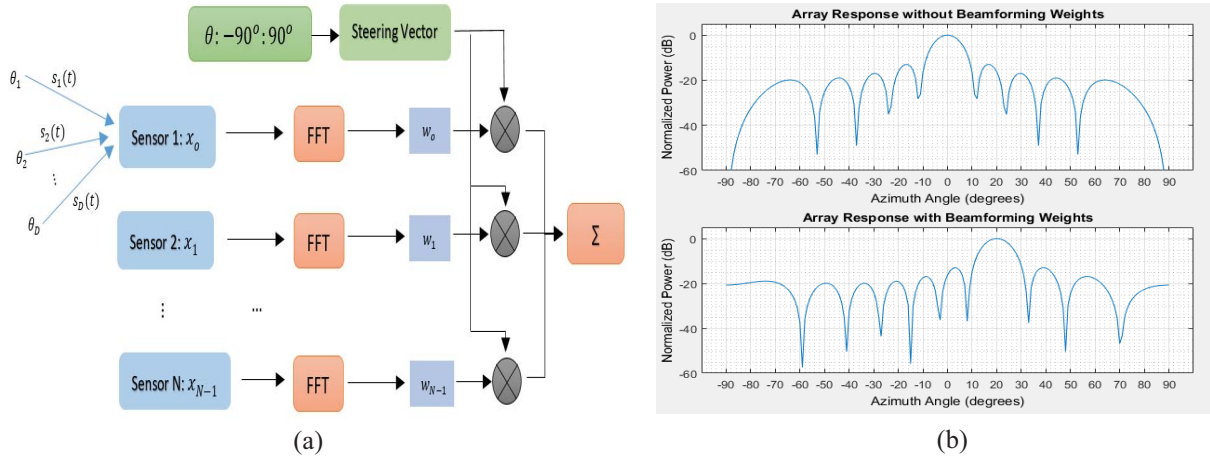 θ: −90°: 90°
Steering Vector
θ₁
s₁(t)
s₂(t)
θ₂
⋮
s_D(t)
θ_D
Sensor 1: x₀
FFT
w₀
Sensor 2: x₁
FFT
w₁
Σ
⋮
...
Sensor N: x_{N−1}
FFT
w_{N−1}
(a)
Array Response without Beamforming Weights
Normalized Power (dB)
0
-20
-40
-60
-90 -80 -70 -60 -50 -40 -30 -20 -10 0 10 20 30 40 50 60 70 80 90
Azimuth Angle (degrees)
Array Response with Beamforming Weights
Normalized Power (dB)
0
-20
-40
-60
-90 -80 -70 -60 -50 -40 -30 -20 -10 0 10 20 30 40 50 60 70 80 90
Azimuth Angle (degrees)
(b)